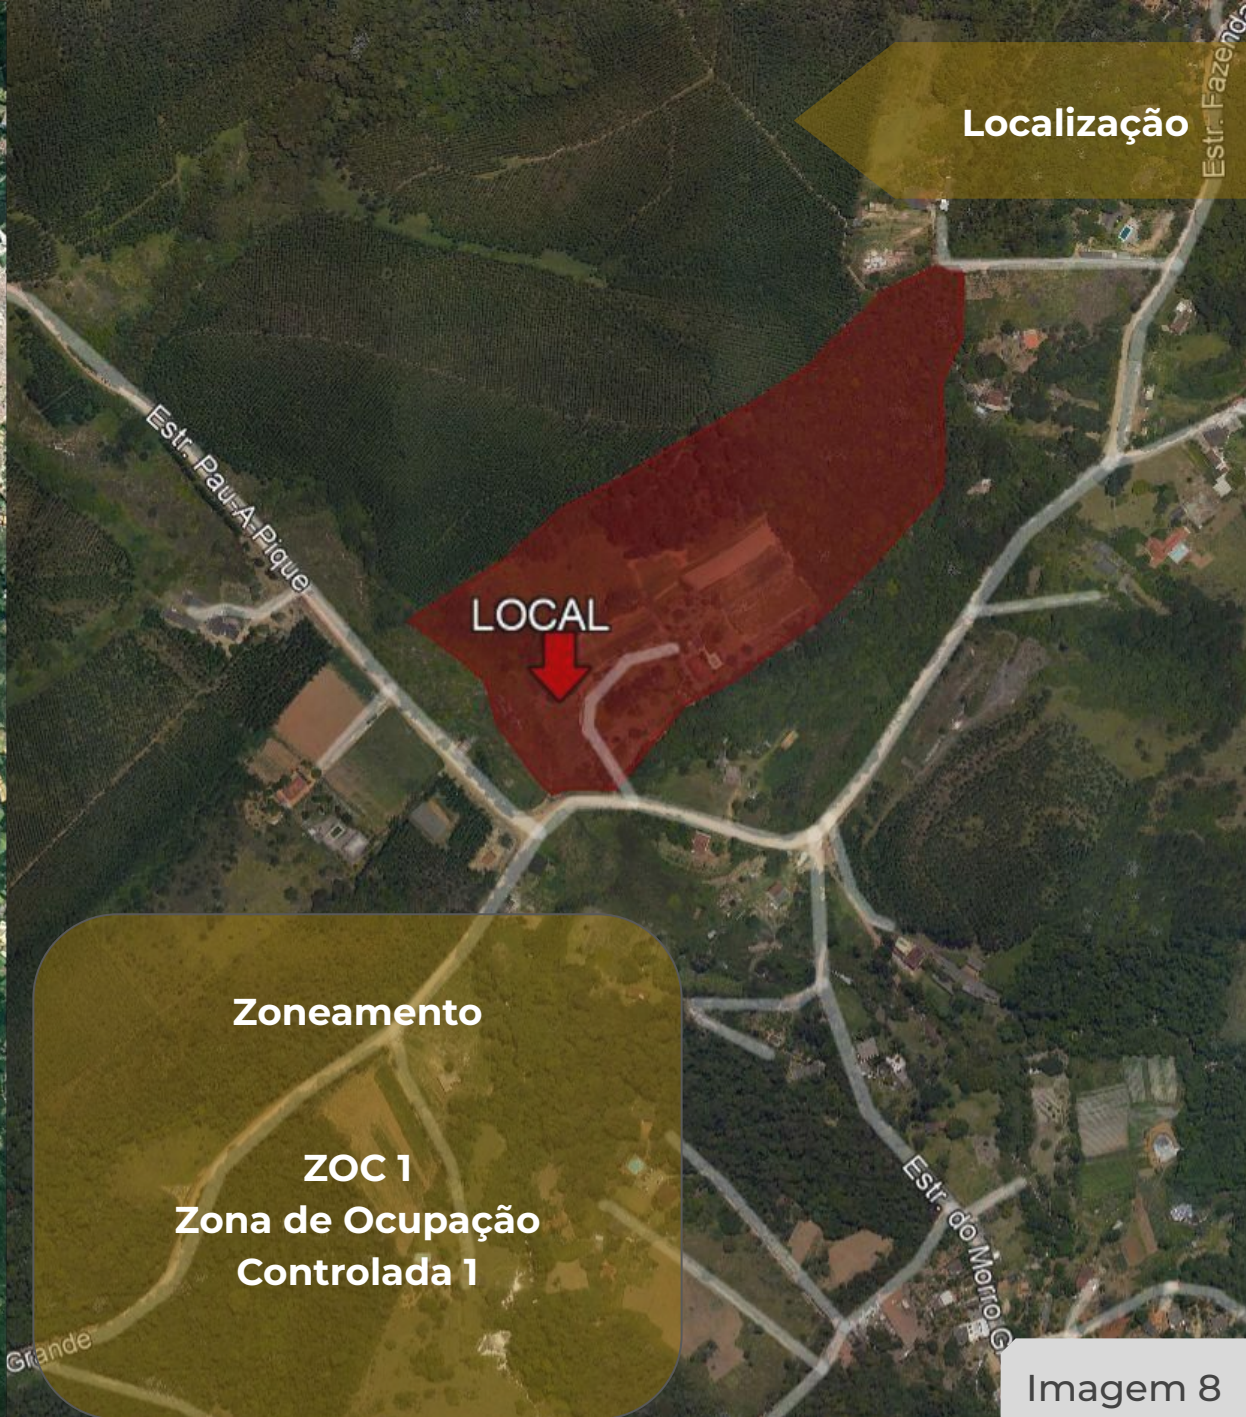 Localização
Estr. Fazenda
Estr. Pau-A-Pique
LOCAL
Zoneamento
ZOC 1
Zona de Ocupação
Controlada 1
Estr. do Morro G
Grande
Imagem 8